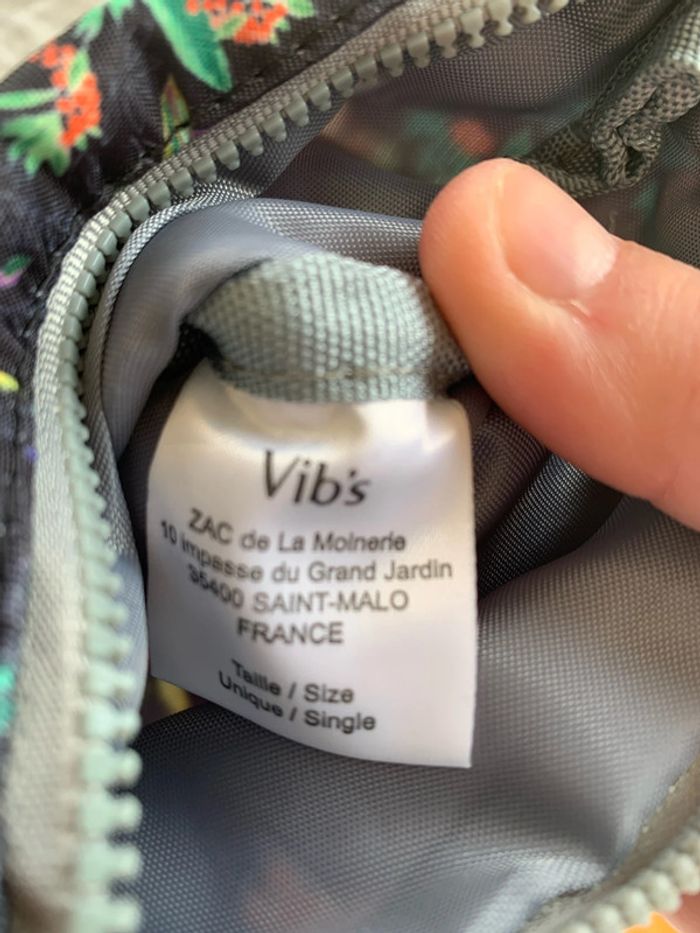 Vib's
ZAC de La Moinerie
10 impasse du Grand Jardin
35400 SAINT-MALO
FRANCE
Taille / Size
Unique / Single